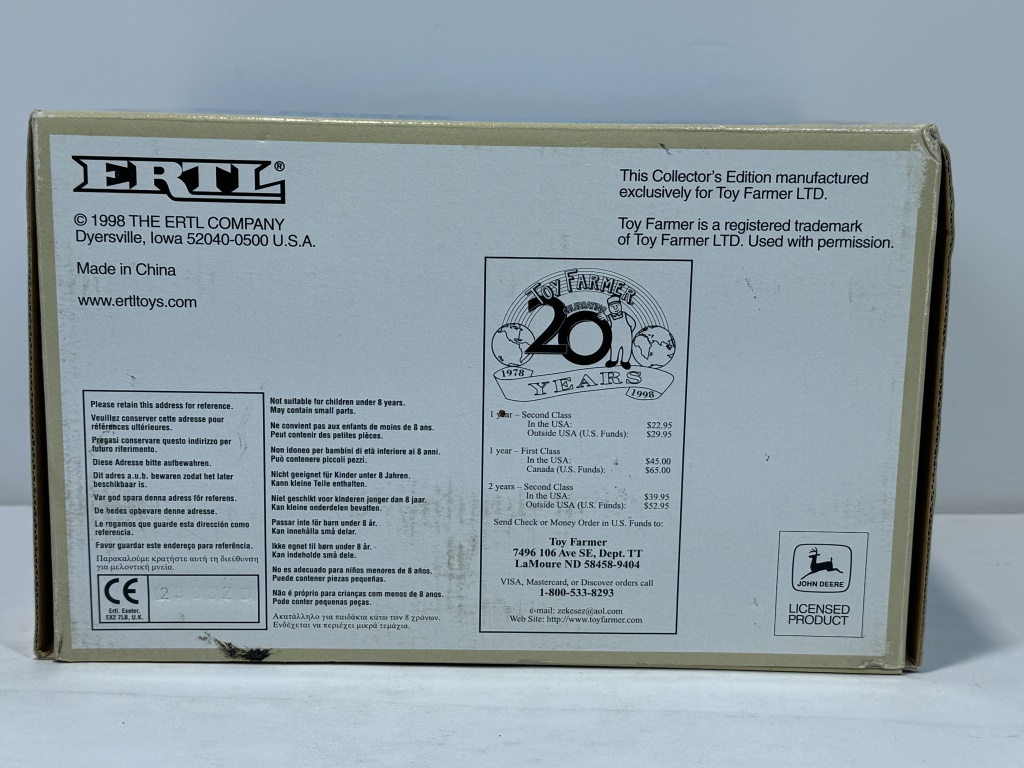 ERTL®
© 1998 THE ERTL COMPANY
Dyersville, Iowa 52040-0500 U.S.A.
Made in China
www.ertltoys.com
This Collector's Edition manufactured
exclusively for Toy Farmer LTD.
Toy Farmer is a registered trademark
of Toy Farmer LTD. Used with permission.
Please retain this address for reference.
Veuillez conserver cette adresse pour
références ultérieures.
Pregasi conservare questo indirizzo per
futuro riferimento.
Diese Adresse bitte aufbewahren.
Dit adres a.u.b. bewaren zodat het later
beschikbaar is.
Var god spara denna adress för referens.
De bedes opbevare denne adresse.
Le rogamos que guarde esta dirección como
referencia.
Favor guardar este endereço para referência.
Παρακαλούμε κρατήστε αυτή τη διεύθυνση
για μελοντική μνεία.
CE
Ertl. Exeter,
EX2 7LB, U.K.
Not suitable for children under 8 years.
May contain small parts.
Ne convient pas aux enfants de moins de 8 ans.
Peut contenir des petites pièces.
Non idoneo per bambini di età inferiore ai 8 anni.
Può contenere piccoli pezzi.
Nicht geeignet für Kinder unter 8 Jahren.
Kann kleine Teile enthalten.
Niet geschikt voor kinderen jonger dan 8 jaar.
Kan kleine onderdelen bevatten.
Passar inte för barn under 8 år.
Kan innehålla små delar.
Ikke egnet til børn under 8 år.
Kan indeholde små dele.
No es adecuado para niños menores de 8 años.
Puede contener piezas pequeñas.
Não é próprio para crianças com menos de 8 anos.
Pode conter pequenas peças.
Ακατάλληλο για παιδάκια κάτω των 8 χρόνων.
Ενδέχεται να περιέχει μικρά τεμάχια.
TOY FARMER
CELEBRATING
20
1978
YEARS
1998
1 year – Second Class
In the USA: $22.95
Outside USA (U.S. Funds): $29.95
1 year – First Class
In the USA: $45.00
Canada (U.S. Funds): $65.00
2 years – Second Class
In the USA: $39.95
Outside USA (U.S. Funds): $52.95
Send Check or Money Order in U.S. Funds to:
Toy Farmer
7496 106 Ave SE, Dept. TT
LaMoure ND 58458-9404
VISA, Mastercard, or Discover orders call
1-800-533-8293
e-mail: zekesez@aol.com
Web Site: http://www.toyfarmer.com
JOHN DEERE
LICENSED
PRODUCT